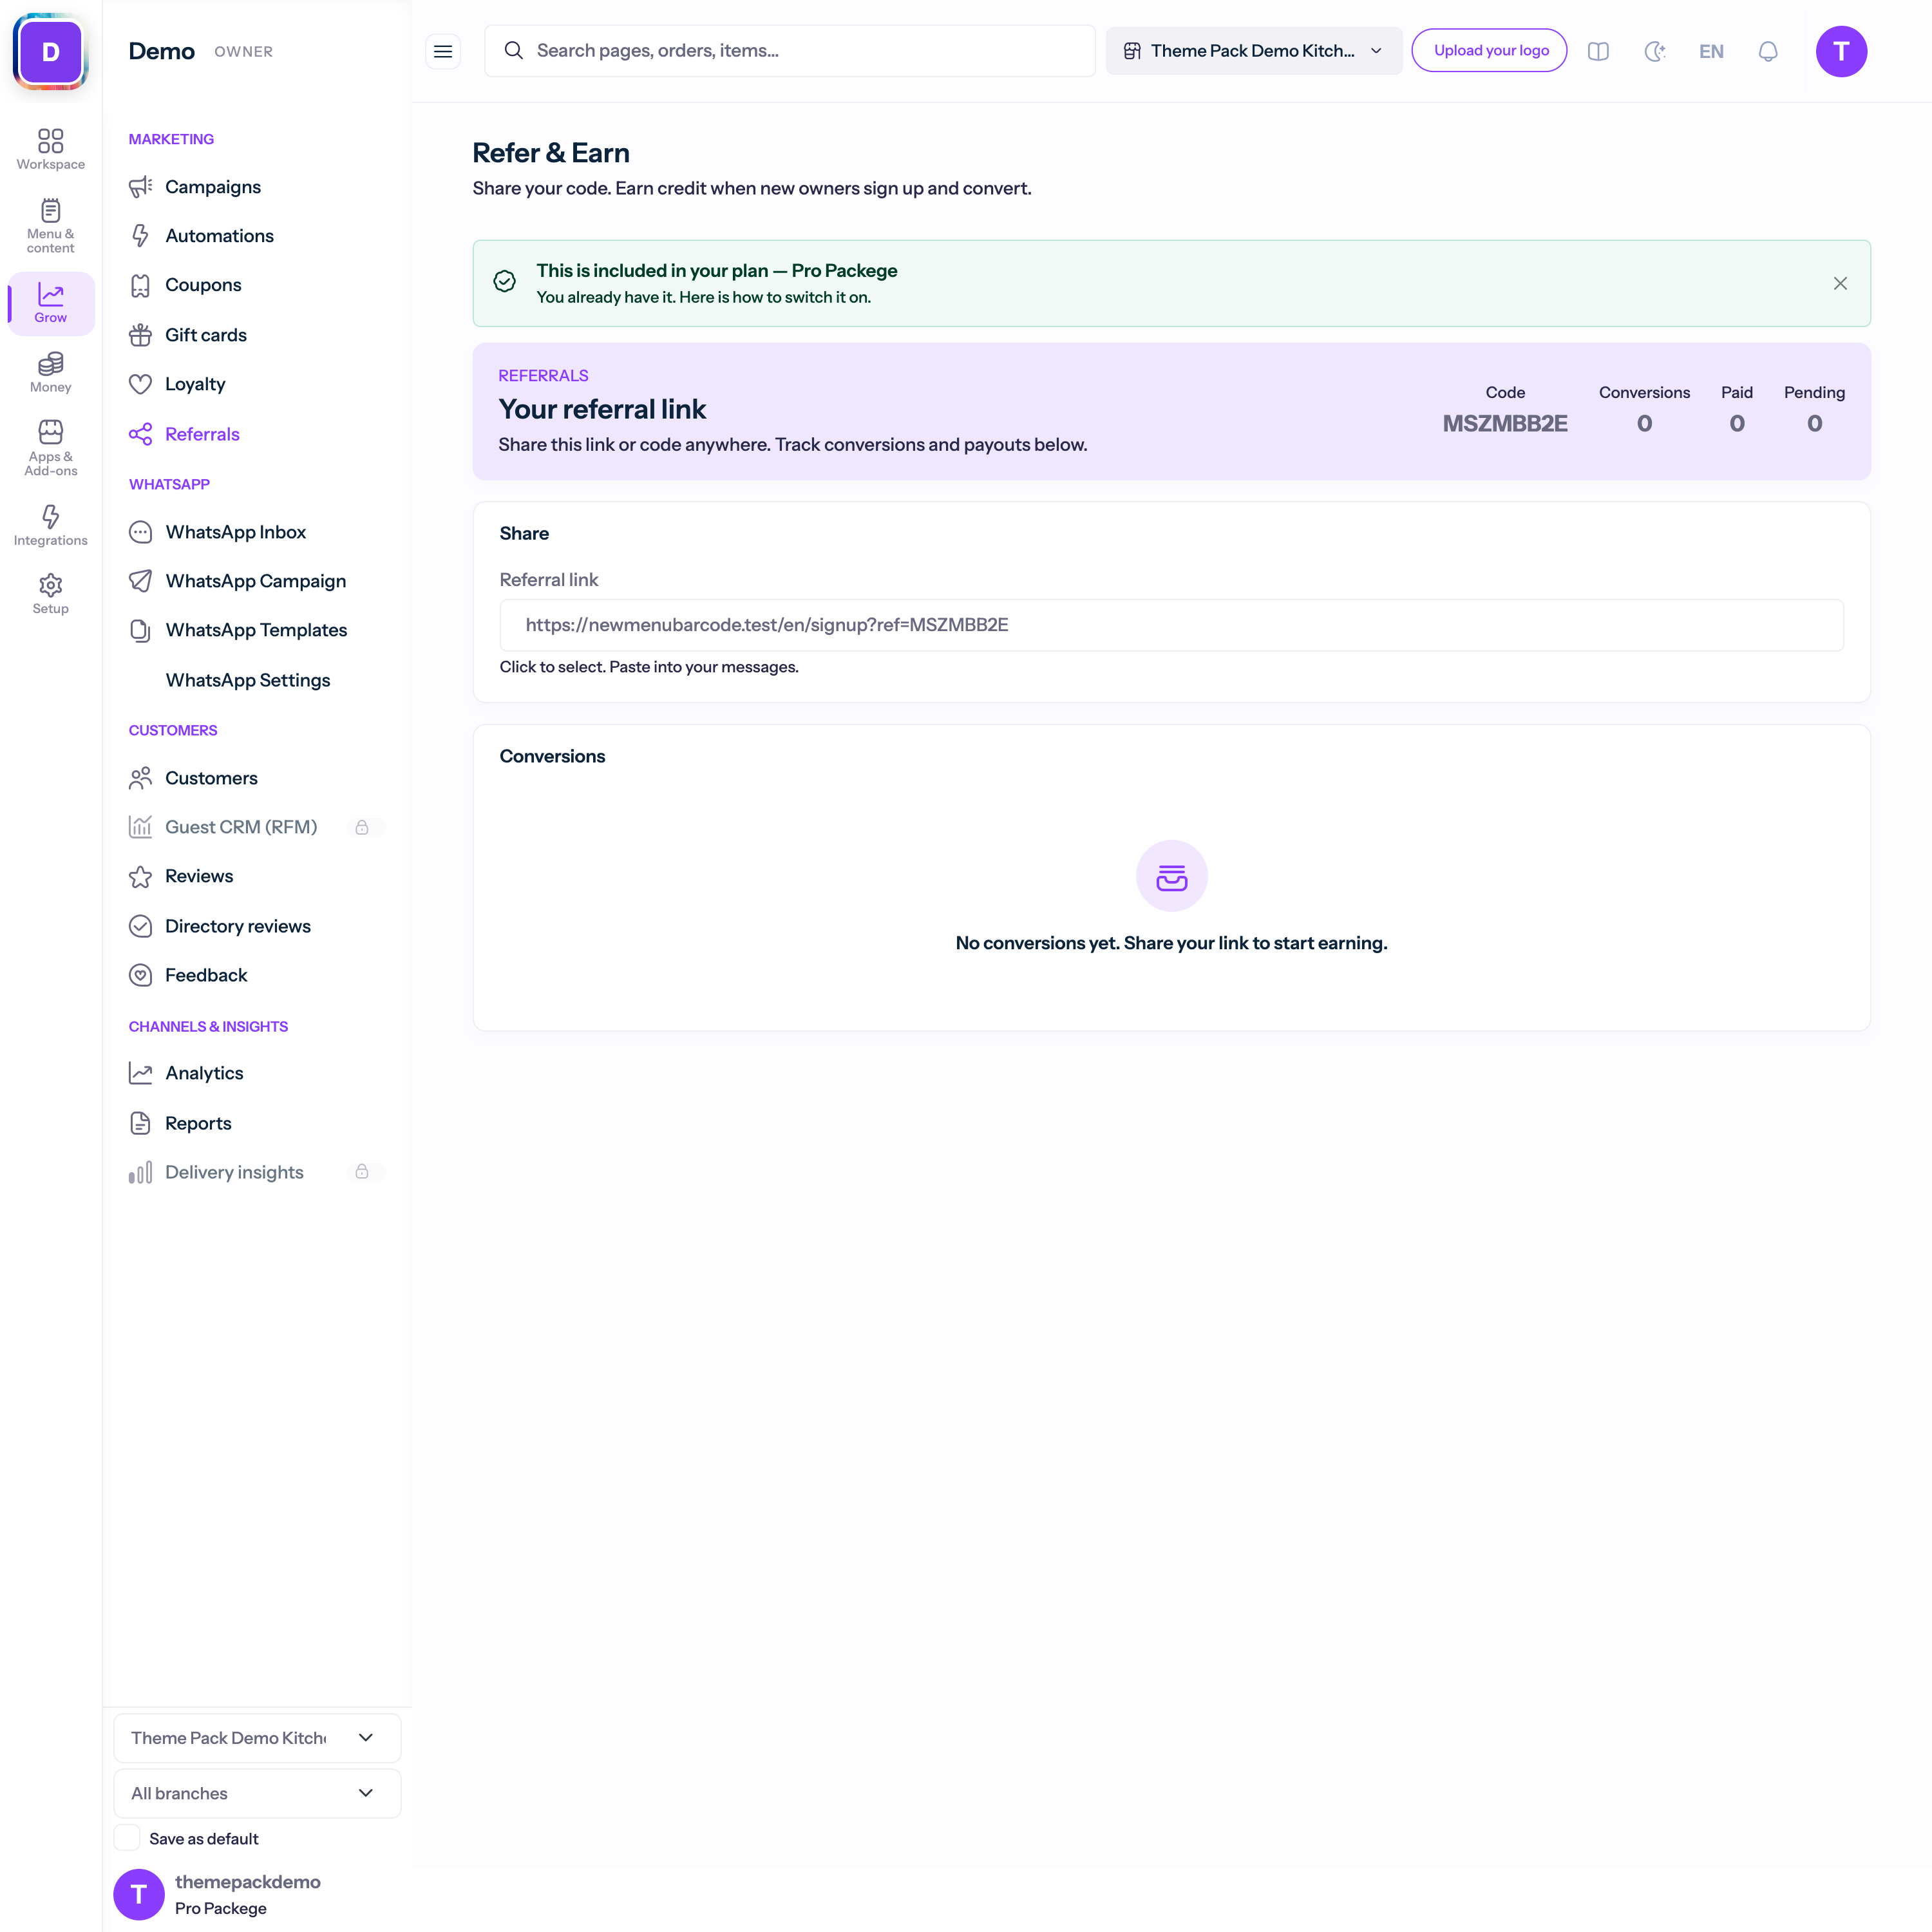 D
Workspace
Menu &
content
Grow
Money
Apps &
Add-ons
Integrations
Setup
Demo OWNER
MARKETING
Campaigns
Automations
Coupons
Gift cards
Loyalty
Referrals
WHATSAPP
WhatsApp Inbox
WhatsApp Campaign
WhatsApp Templates
WhatsApp Settings
CUSTOMERS
Customers
Guest CRM (RFM)
Reviews
Directory reviews
Feedback
CHANNELS & INSIGHTS
Analytics
Reports
Delivery insights
Theme Pack Demo Kitch
All branches
Save as default
T
themepackdemo
Pro Packege
Search pages, orders, items...
Theme Pack Demo Kitch...
Upload your logo
EN
T
Refer & Earn
Share your code. Earn credit when new owners sign up and convert.
This is included in your plan — Pro Packege
You already have it. Here is how to switch it on.
REFERRALS
Your referral link
Share this link or code anywhere. Track conversions and payouts below.
Code Conversions Paid Pending
MSZMBB2E 0 0 0
Share
Referral link
https://newmenubarcode.test/en/signup?ref=MSZMBB2E
Click to select. Paste into your messages.
Conversions
No conversions yet. Share your link to start earning.